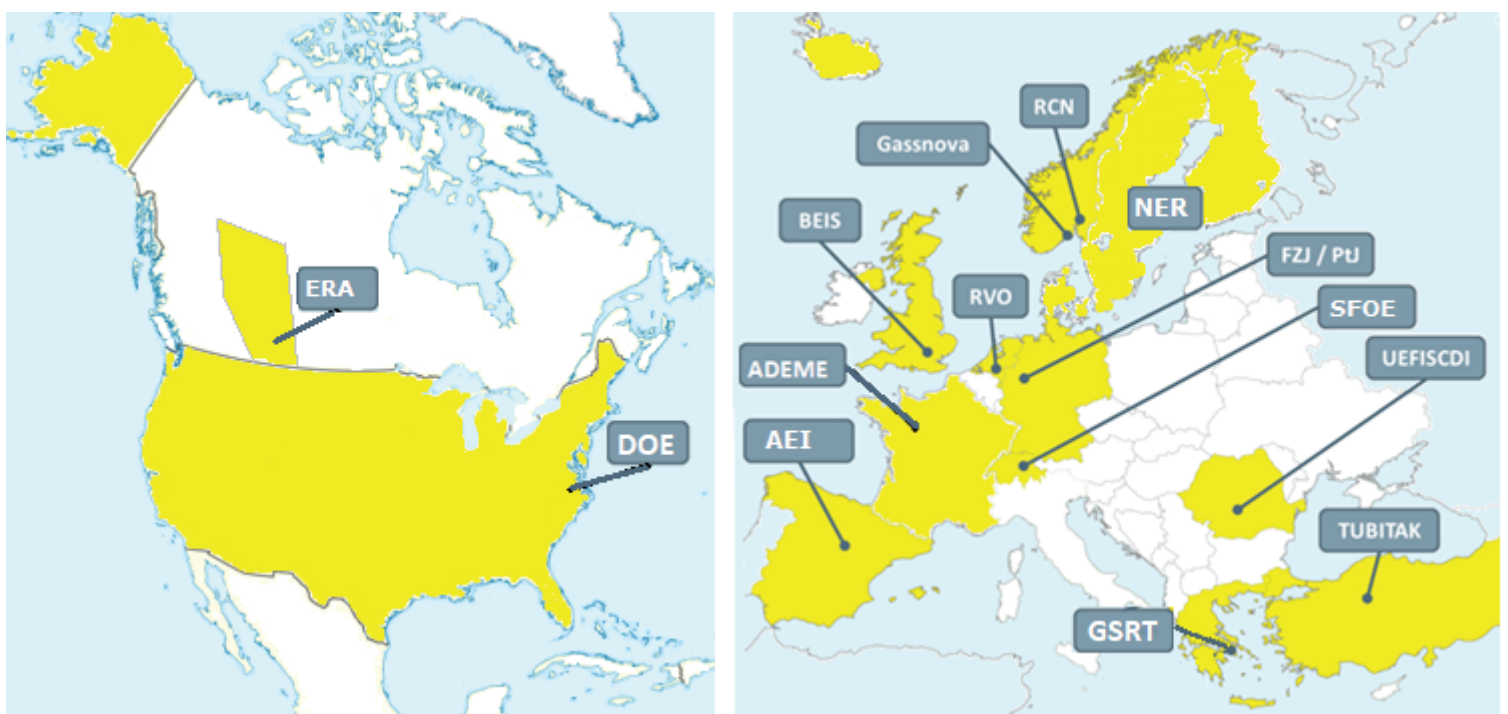 ERA
DOE
RCN
Gassnova
NER
BEIS
FZJ / PtJ
RVO
SFOE
UEFISCDI
ADEME
AEI
TUBITAK
GSRT